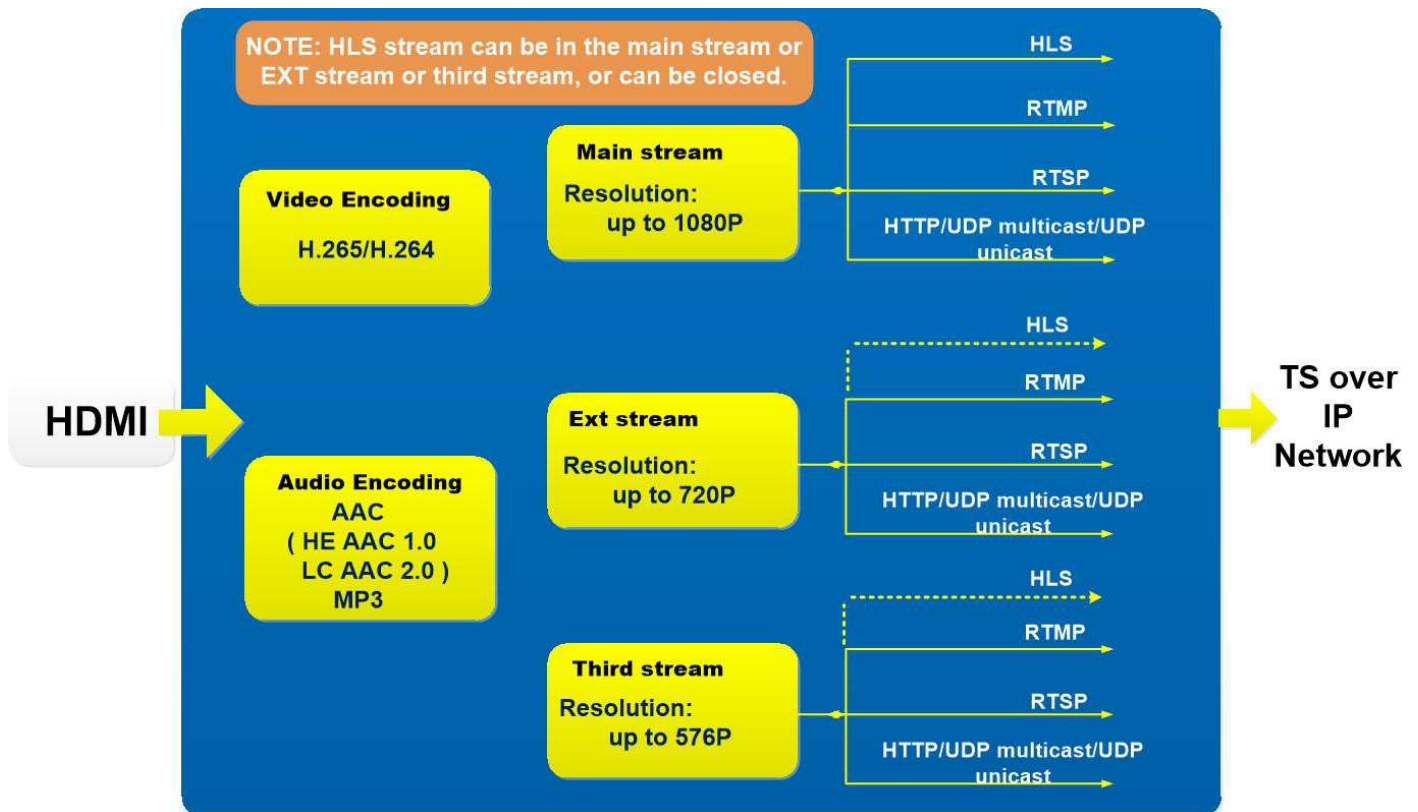 NOTE: HLS stream can be in the main stream or
EXT stream or third stream, or can be closed.
HDMI
Video Encoding
H.265/H.264
Audio Encoding
AAC
( HE AAC 1.0
LC AAC 2.0 )
MP3
Main stream
Resolution:
up to 1080P
HLS
RTMP
RTSP
HTTP/UDP multicast/UDP
unicast
Ext stream
Resolution:
up to 720P
HLS
RTMP
RTSP
HTTP/UDP multicast/UDP
unicast
Third stream
Resolution:
up to 576P
HLS
RTMP
RTSP
HTTP/UDP multicast/UDP
unicast
TS over
IP
Network